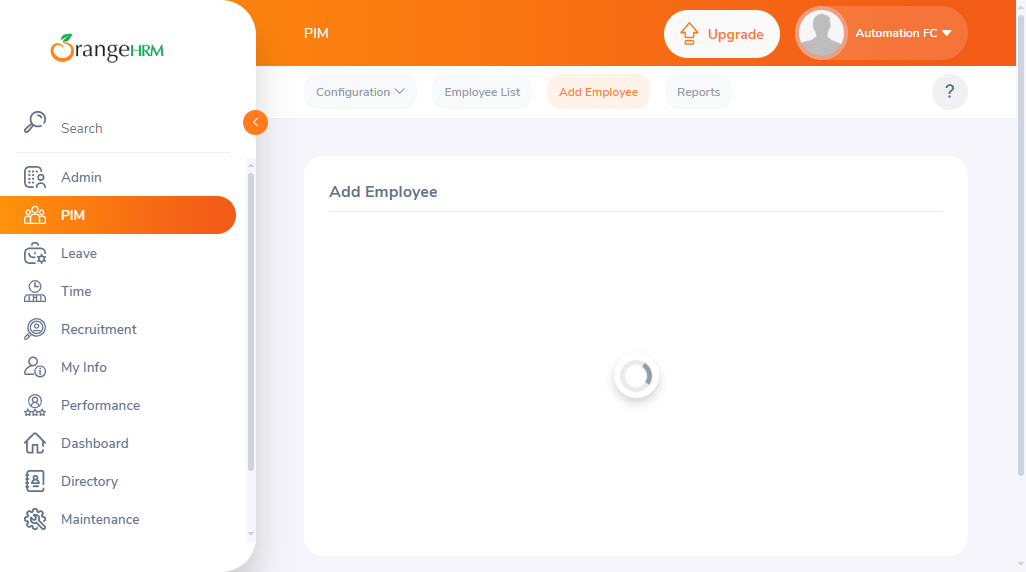 OrangeHRM
PIM
Upgrade
Automation FC
Configuration
Employee List
Add Employee
Reports
?
Search
Admin
PIM
Leave
Time
Recruitment
My Info
Performance
Dashboard
Directory
Maintenance
Add Employee